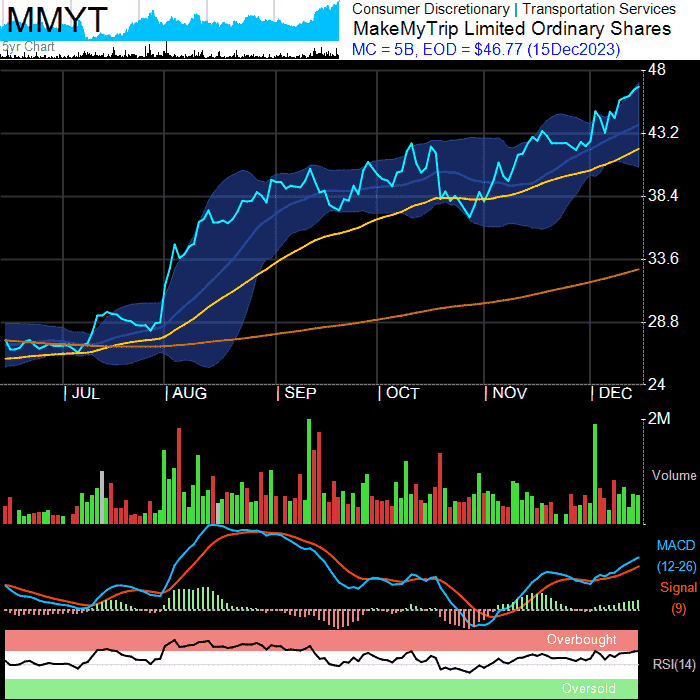 MMYT
5yr Chart
Consumer Discretionary | Transportation Services
MakeMyTrip Limited Ordinary Shares
MC = 5B, EOD = $46.77 (15Dec2023)
48
43.2
38.4
33.6
28.8
24
| JUL | AUG | SEP | OCT | NOV | DEC
2M
Volume
MACD
(12-26)
Signal
(9)
Overbought
RSI(14)
Oversold